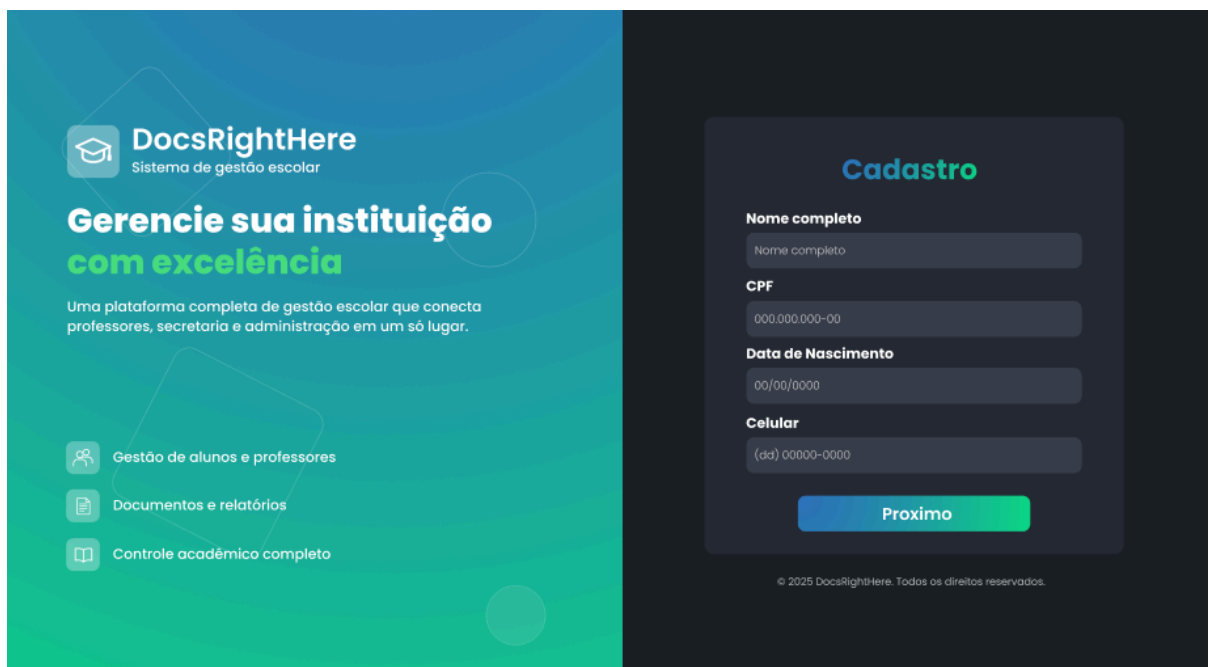 DocsRightHere
Sistema de gestão escolar
Gerencie sua instituição
com excelência
Uma plataforma completa de gestão escolar que conecta
professores, secretaria e administração em um só lugar.
Gestão de alunos e professores
Documentos e relatórios
Controle acadêmico completo
Cadastro
Nome completo
Nome completo
CPF
000.000.000-00
Data de Nascimento
00/00/0000
Celular
(dd) 00000-0000
Proximo
© 2025 DocsRightHere. Todos os direitos reservados.